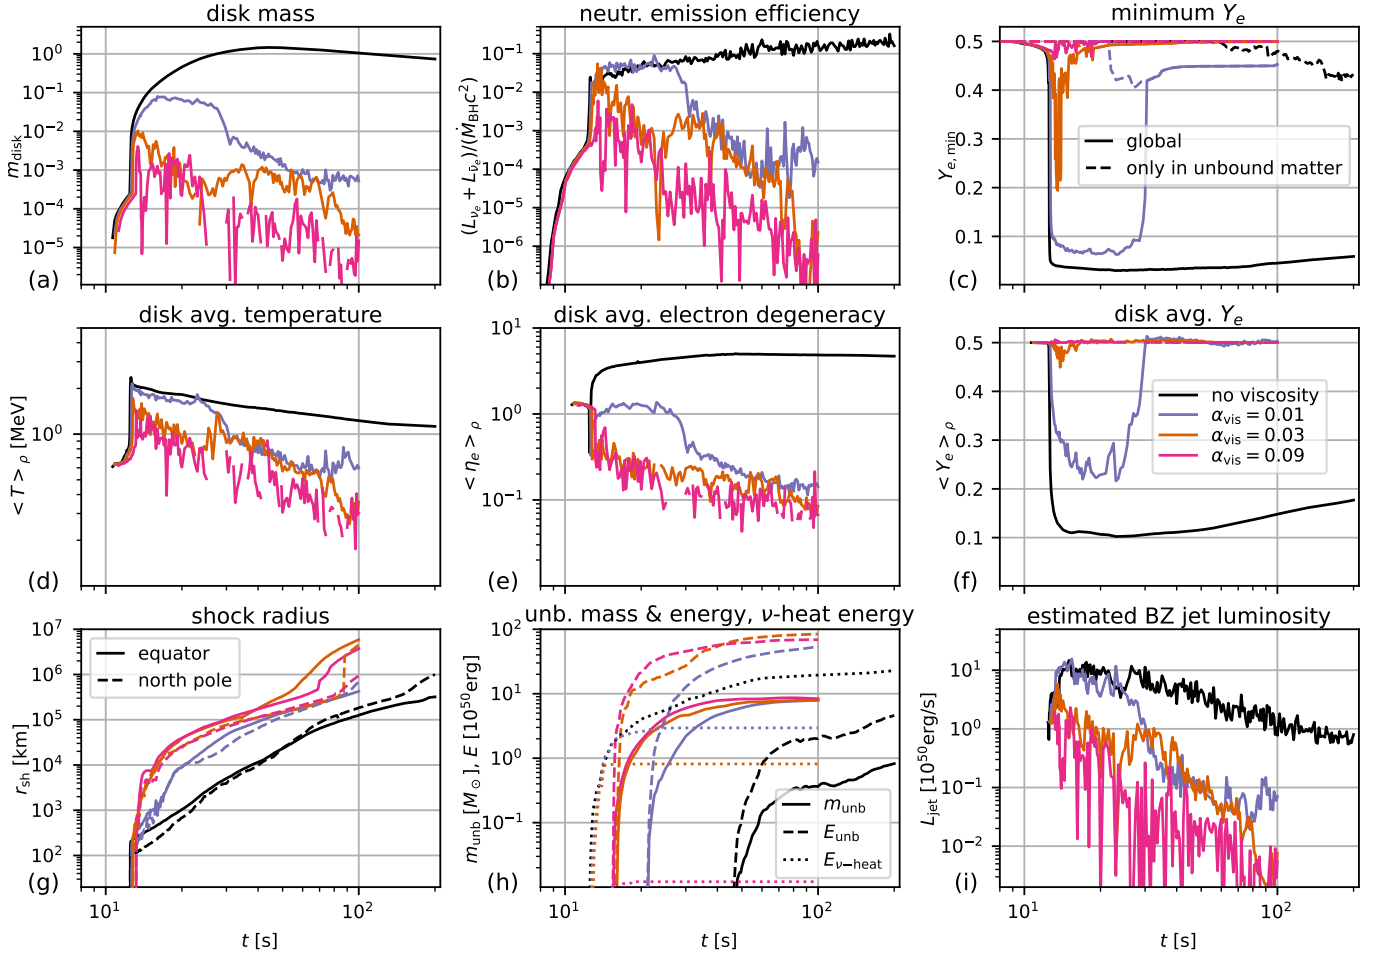 disk mass
neutr. emission efficiency
minimum Y_e
m_disk
10^0
10^-1
10^-2
10^-3
10^-4
10^-5
(a)
(L_νe + L_ν̄e)/(Ṁ_BH c²)
10^-1
10^-2
10^-3
10^-4
10^-5
10^-6
(b)
Y_e,min
0.5
0.4
0.3
0.2
0.1
global
only in unbound matter
(c)
disk avg. temperature
disk avg. electron degeneracy
disk avg. Y_e
< T >_ρ [MeV]
10^0
(d)
< η_e >_ρ
10^1
10^0
10^-1
(e)
< Y_e >_ρ
0.5
0.4
0.3
0.2
0.1
no viscosity
α_vis = 0.01
α_vis = 0.03
α_vis = 0.09
(f)
shock radius
unb. mass & energy, ν-heat energy
estimated BZ jet luminosity
r_sh [km]
10^7
10^6
10^5
10^4
10^3
10^2
equator
north pole
(g)
10^1
10^2
t [s]
m_unb [M_⊙], E [10^50 erg]
10^2
10^1
10^0
10^-1
m_unb
E_unb
E_ν−heat
(h)
10^1
10^2
t [s]
L_jet [10^50 erg/s]
10^1
10^0
10^-1
10^-2
(i)
10^1
10^2
t [s]